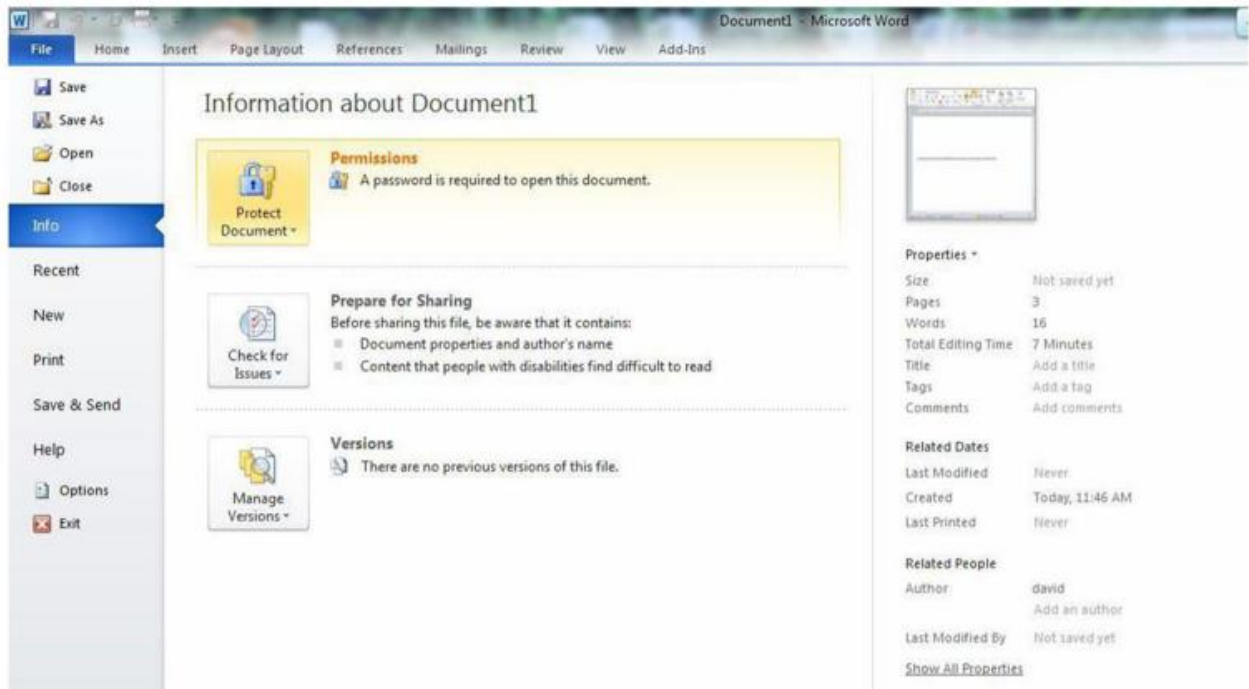 W
Document1 - Microsoft Word
File Home Insert Page Layout References Mailings Review View Add-Ins
Save
Save As
Open
Close
Info
Recent
New
Print
Save & Send
Help
Options
Exit
Information about Document1
Protect
Document
Permissions
A password is required to open this document.
Check for
Issues
Prepare for Sharing
Before sharing this file, be aware that it contains:
Document properties and author's name
Content that people with disabilities find difficult to read
Manage
Versions
Versions
There are no previous versions of this file.
Properties
Size Not saved yet
Pages 3
Words 16
Total Editing Time 7 Minutes
Title Add a title
Tags Add a tag
Comments Add comments
Related Dates
Last Modified Never
Created Today, 11:46 AM
Last Printed Never
Related People
Author david
Add an author
Last Modified By Not saved yet
Show All Properties